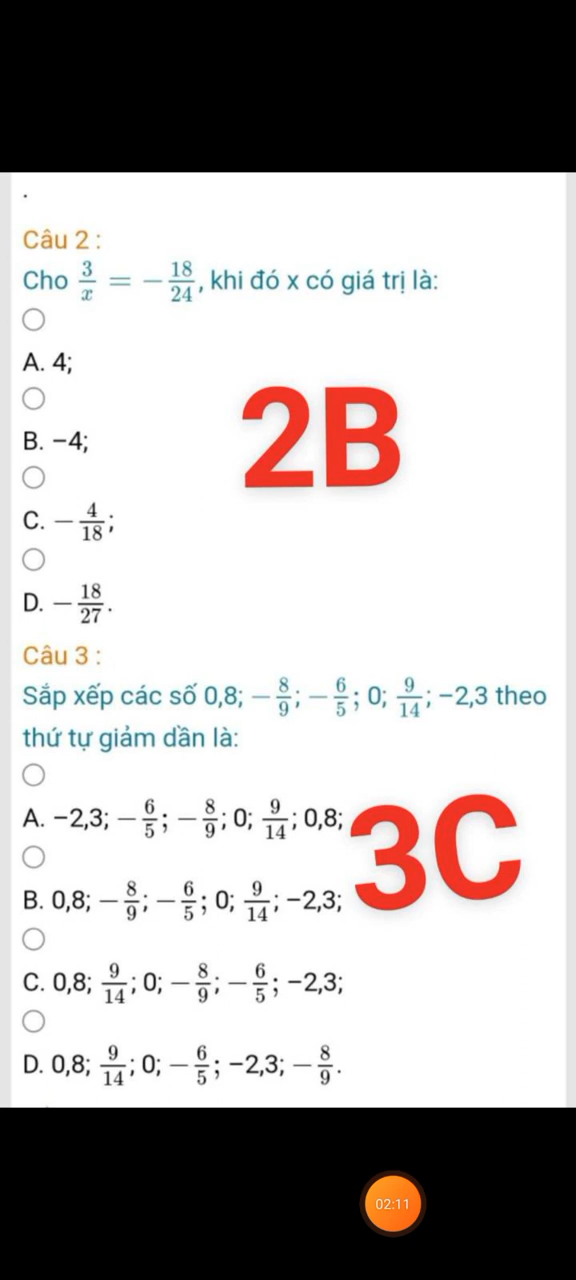 .
Câu 2 :
Cho 3/x = − 18/24, khi đó x có giá trị là:
A. 4;
B. −4;
2B
C. − 4/18;
D. − 18/27.
Câu 3 :
Sắp xếp các số 0,8; − 8/9; − 6/5; 0; 9/14; −2,3 theo
thứ tự giảm dần là:
A. −2,3; − 6/5; − 8/9; 0; 9/14; 0,8;
3C
B. 0,8; − 8/9; − 6/5; 0; 9/14; −2,3;
C. 0,8; 9/14; 0; − 8/9; − 6/5; −2,3;
D. 0,8; 9/14; 0; − 6/5; −2,3; − 8/9.
02:11